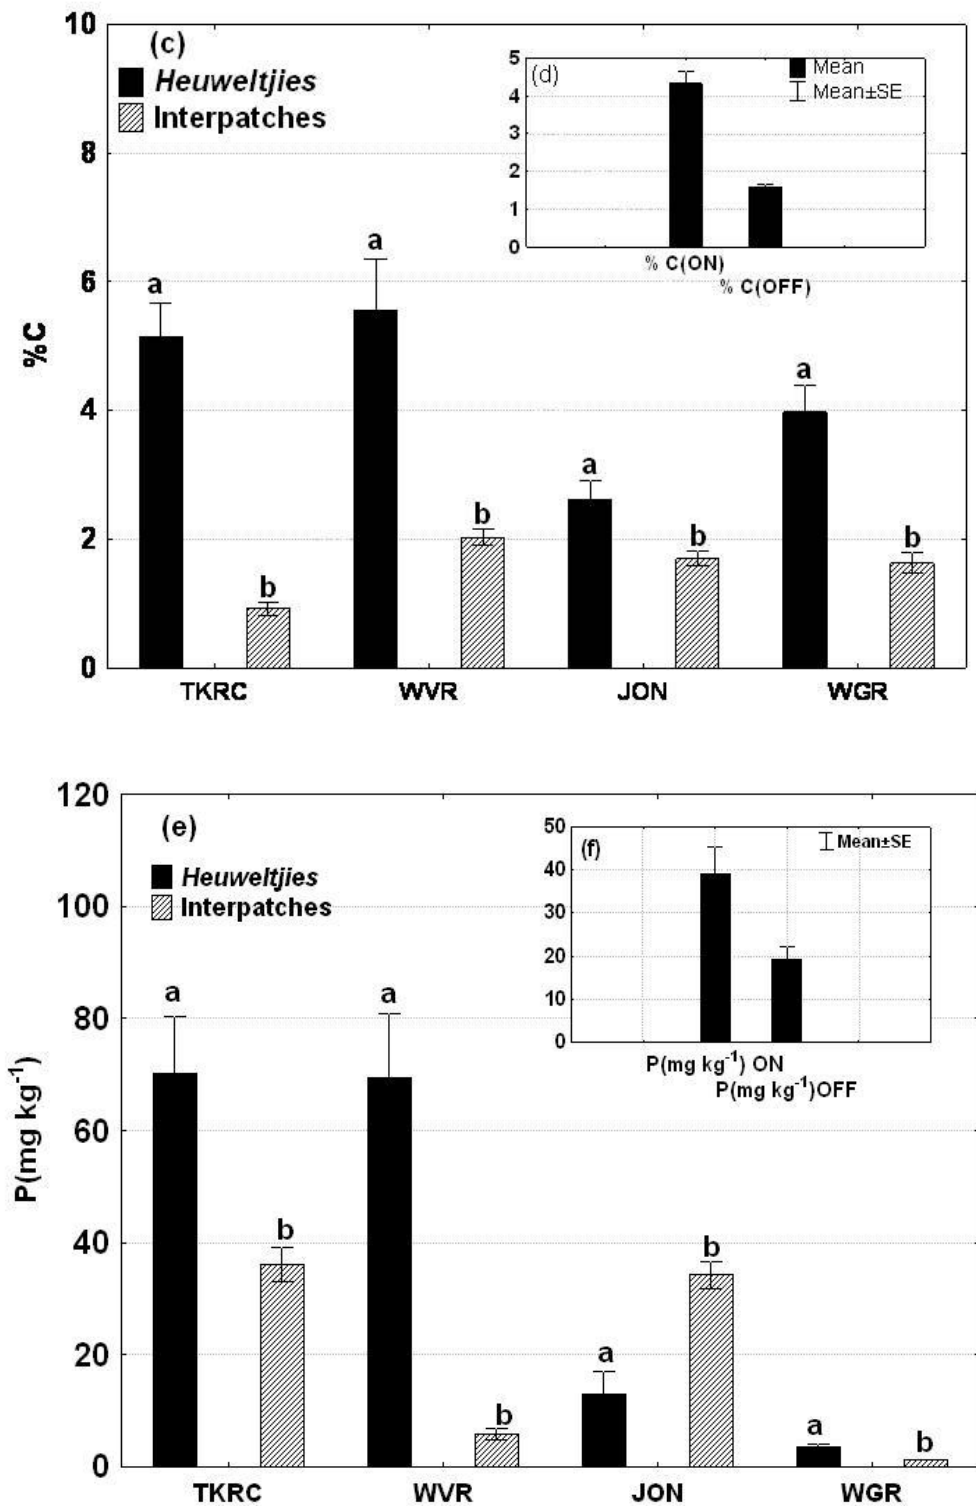 (c)
Heuweltjies
Interpatches
(d)
Mean
Mean±SE
5
4
3
2
1
0
% C(ON)
% C(OFF)
10
8
6
4
2
0
%C
a
b
a
b
a
b
a
b
TKRC WVR JON WGR
(e)
Heuweltjies
Interpatches
(f)
Mean±SE
50
40
30
20
10
0
P(mg kg⁻¹) ON
P(mg kg⁻¹)OFF
120
100
80
60
40
20
0
P(mg kg⁻¹)
a
b
a
b
a
b
a
b
TKRC WVR JON WGR